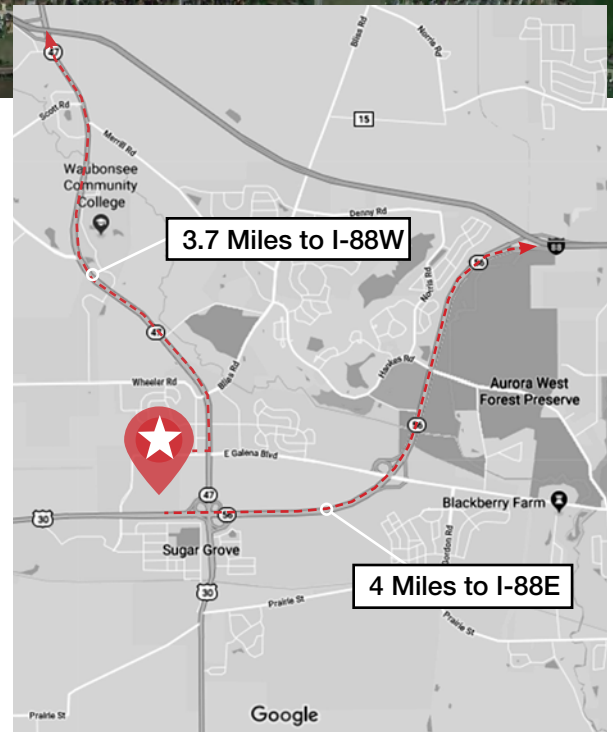 Bliss Rd
Norris Rd
47
Scott Rd
15
Merrill Rd
Waubonsee
Community
College
Denny Rd
3.7 Miles to I-88W
88
56
Norris Rd
47
Bliss Rd
Hankes Rd
Wheeler Rd
Aurora West
Forest Preserve
56
E Galena Blvd
47
Blackberry Farm
30
56
Gordon Rd
Sugar Grove
4 Miles to I-88E
30
Prairie St
Prairie St
Prairie St
Google